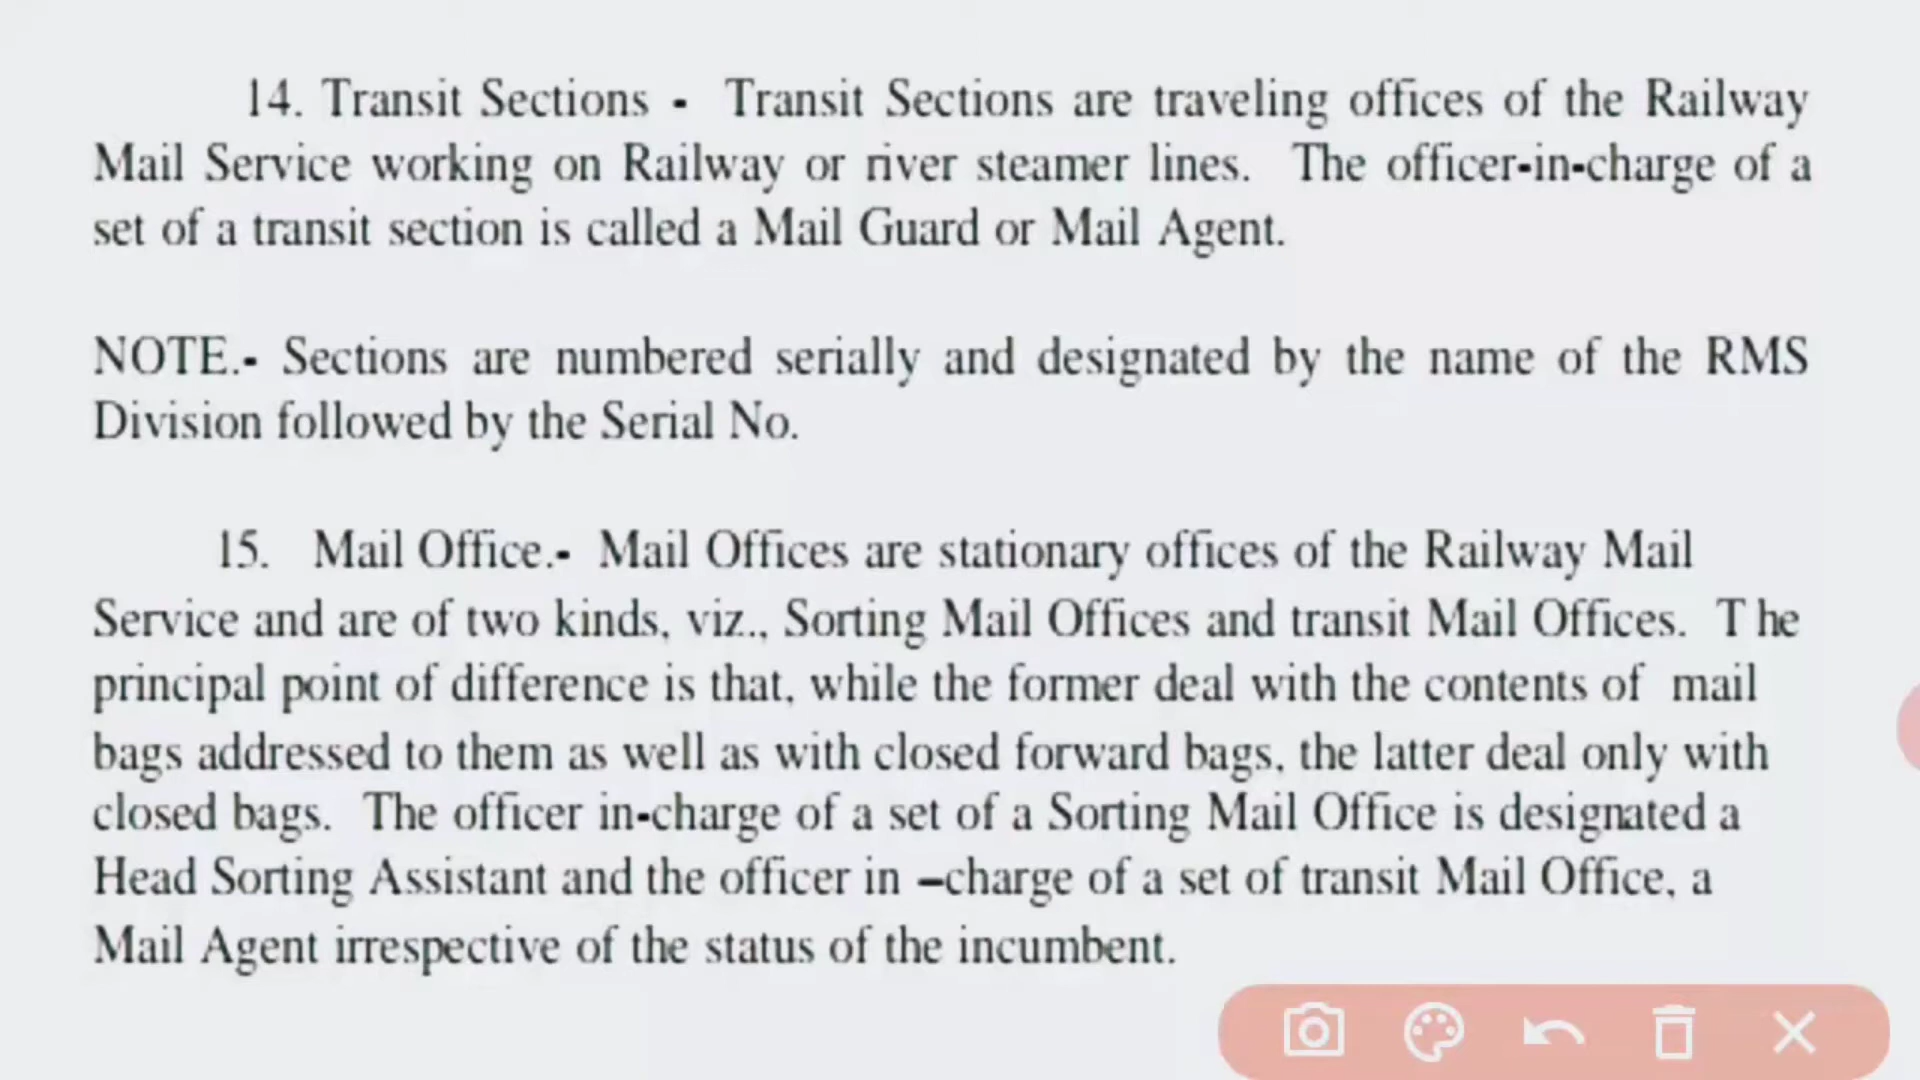 14. Transit Sections - Transit Sections are traveling offices of the Railway
Mail Service working on Railway or river steamer lines. The officer-in-charge of a
set of a transit section is called a Mail Guard or Mail Agent.
NOTE.- Sections are numbered serially and designated by the name of the RMS
Division followed by the Serial No.
15. Mail Office.- Mail Offices are stationary offices of the Railway Mail
Service and are of two kinds, viz., Sorting Mail Offices and transit Mail Offices. T he
principal point of difference is that, while the former deal with the contents of mail
bags addressed to them as well as with closed forward bags, the latter deal only with
closed bags. The officer in-charge of a set of a Sorting Mail Office is designated a
Head Sorting Assistant and the officer in –charge of a set of transit Mail Office, a
Mail Agent irrespective of the status of the incumbent.